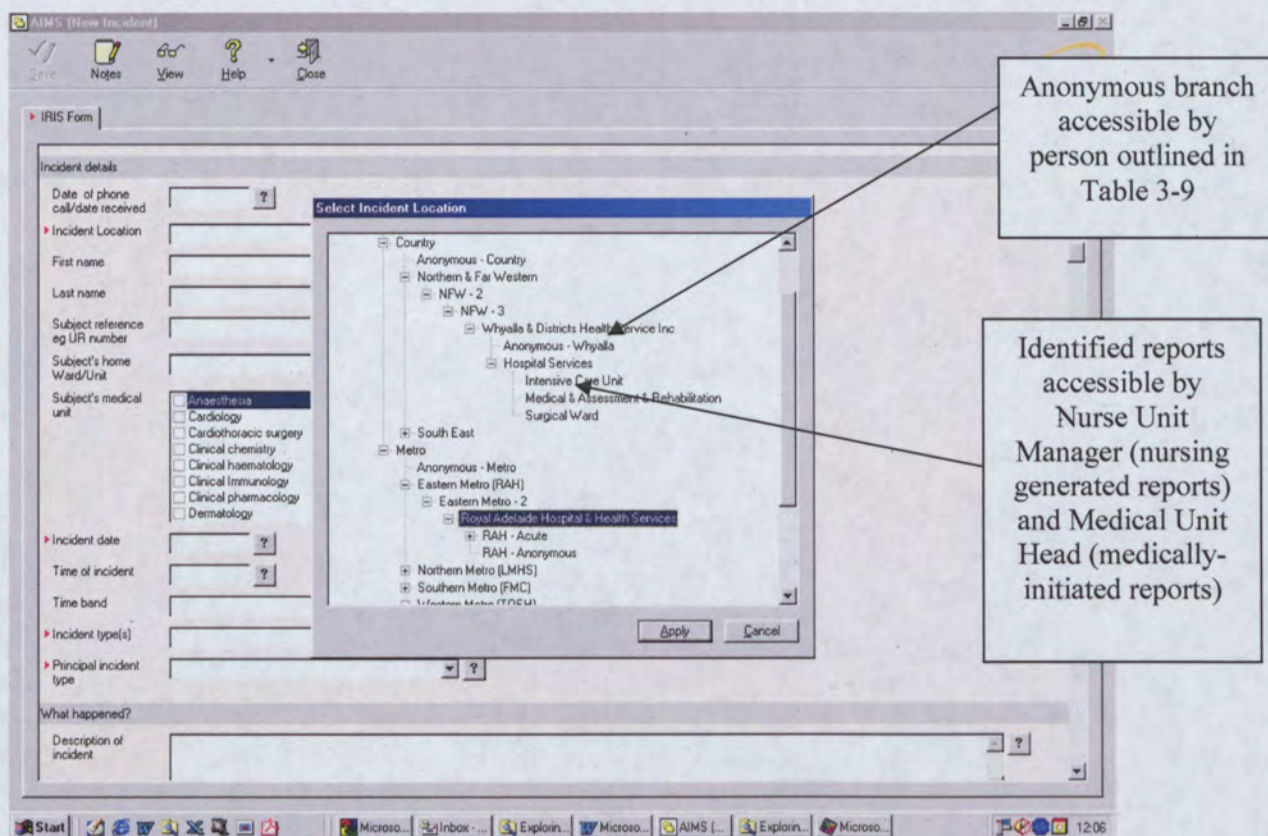 AIMS (New Incident)
Save
Notes
View
Help
Close
IRIS Form
Incident details
Date of phone
call/date received
?
Incident Location
First name
Last name
Subject reference
eg UR number
Subject's home
Ward/Unit
Subject's medical
unit
Anaesthesia
Cardiology
Cardiothoracic surgery
Clinical chemistry
Clinical haematology
Clinical Immunology
Clinical pharmacology
Dermatology
Incident date
?
Time of incident
?
Time band
Incident type(s)
Principal incident
type
?
What happened?
Description of
incident
?
Select Incident Location
Country
Anonymous - Country
Northern & Far Western
NFW - 2
NFW - 3
Whyalla & Districts Health Service Inc
Anonymous - Whyalla
Hospital Services
Intensive Care Unit
Medical & Assessment & Rehabilitation
Surgical Ward
South East
Metro
Anonymous - Metro
Eastern Metro (RAH)
Eastern Metro - 2
Royal Adelaide Hospital & Health Services
RAH - Acute
RAH - Anonymous
Northern Metro (LMHS)
Southern Metro (FMC)
Western Metro (TQEH)
Apply
Cancel
Anonymous branch
accessible by
person outlined in
Table 3-9
Identified reports
accessible by
Nurse Unit
Manager (nursing
generated reports)
and Medical Unit
Head (medically-
initiated reports)
Start
Microso...
Inbox - ...
Explorin...
Microso...
AIMS (...
Explorin...
Microso...
12:06